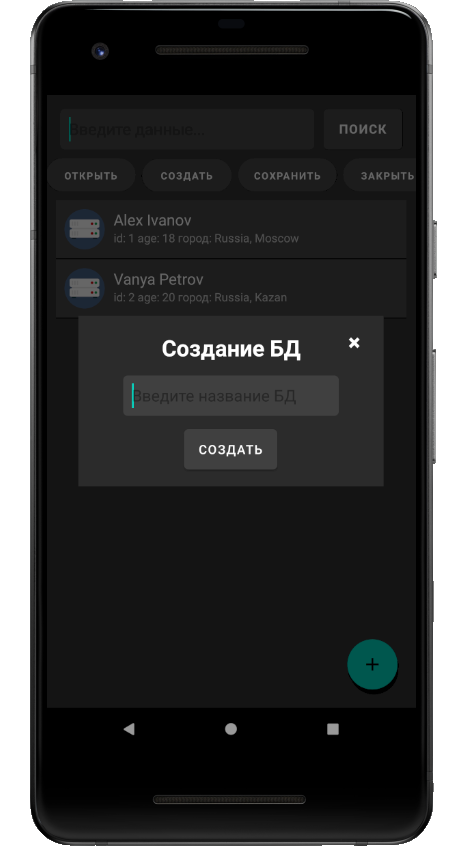 Введите данные...
ПОИСК
ОТКРЫТЬ СОЗДАТЬ СОХРАНИТЬ ЗАКРЫТЬ
Alex Ivanov
id: 1 age: 18 город: Russia, Moscow
Vanya Petrov
id: 2 age: 20 город: Russia, Kazan
Создание БД
Введите название БД
СОЗДАТЬ